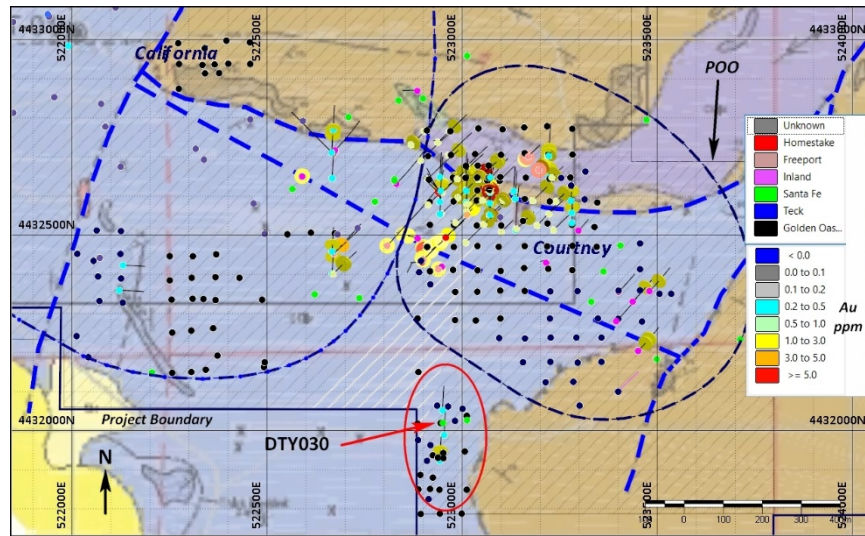 4433000N
4433000N
522000E
522500E
523000E
523500E
California
POO
Unknown
Homestake
Freeport
Inland
Santa Fe
Teck
Golden Oas...
< 0.0
0.0 to 0.1
0.1 to 0.2
0.2 to 0.5
0.5 to 1.0
1.0 to 3.0
3.0 to 5.0
>= 5.0
Au
ppm
4432500N
Courtney
Project Boundary
4432000N
4432000N
DTY030
N
522000E
522500E
523000E
0
100
200
300